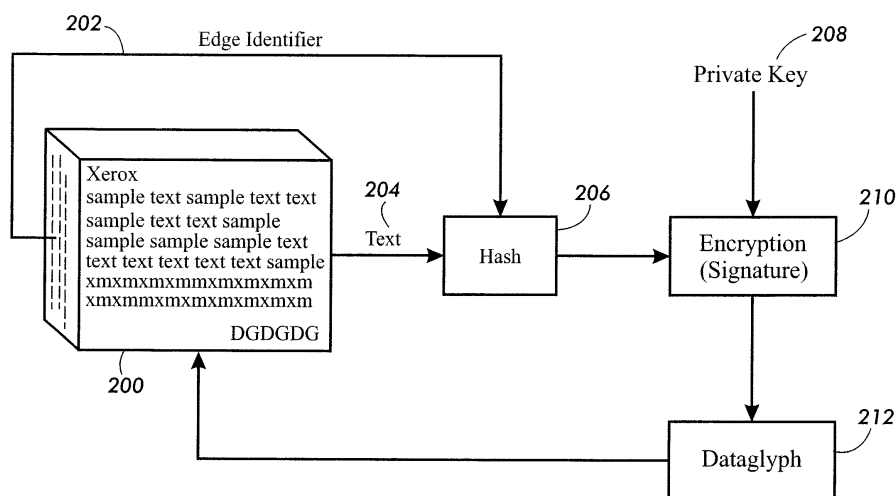 202
Edge Identifier
208
Private Key
Xerox
sample text sample text text
sample text text sample
sample sample sample text
text text text text text sample
xmxmxmxmmxmxmxmxm
xmxmmxmxmxmxmxmxm
DGDGDG
200
204
Text
206
Hash
210
Encryption
(Signature)
212
Dataglyph